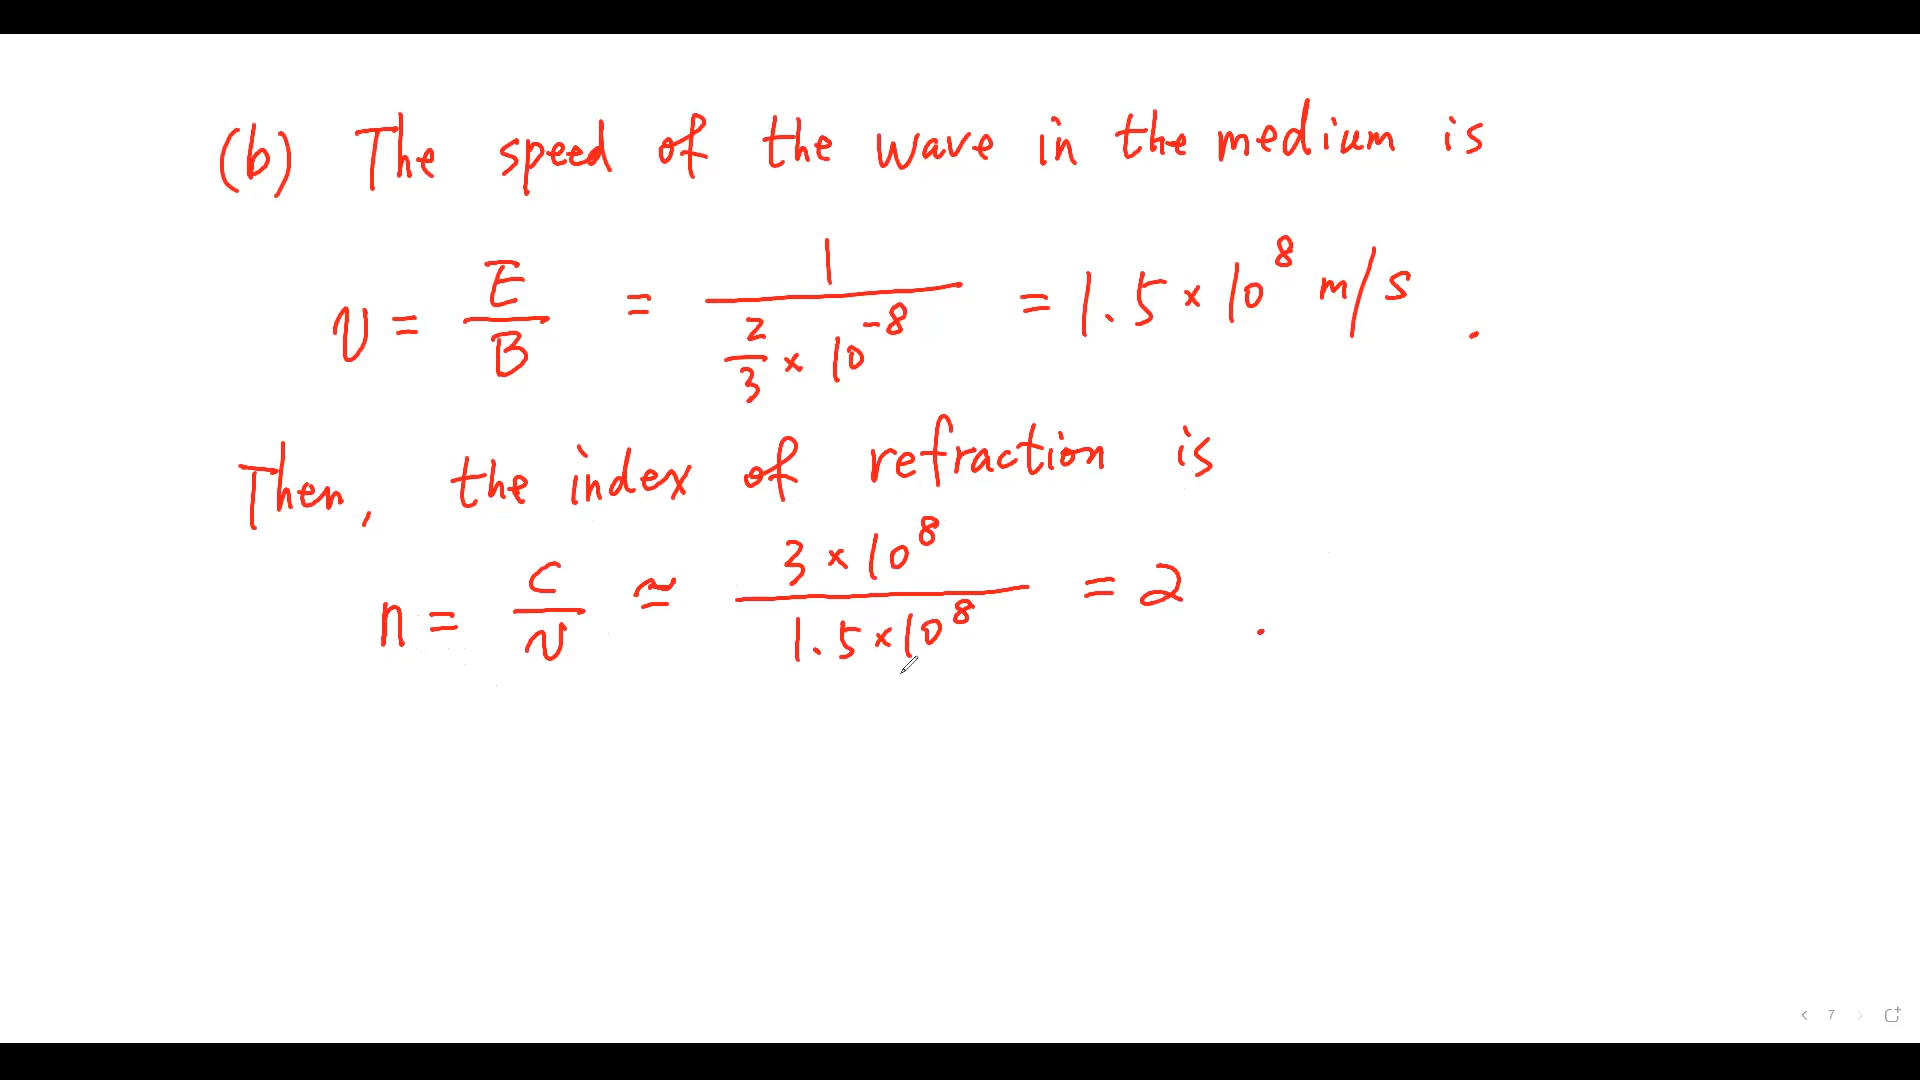 (b) The speed of the wave in the medium is
v = E/B = 1/(2/3 × 10^-8) = 1.5 × 10^8 m/s .
Then, the index of refraction is
n = c/v ≃ 3 × 10^8/1.5 × 10^8 = 2 .
7